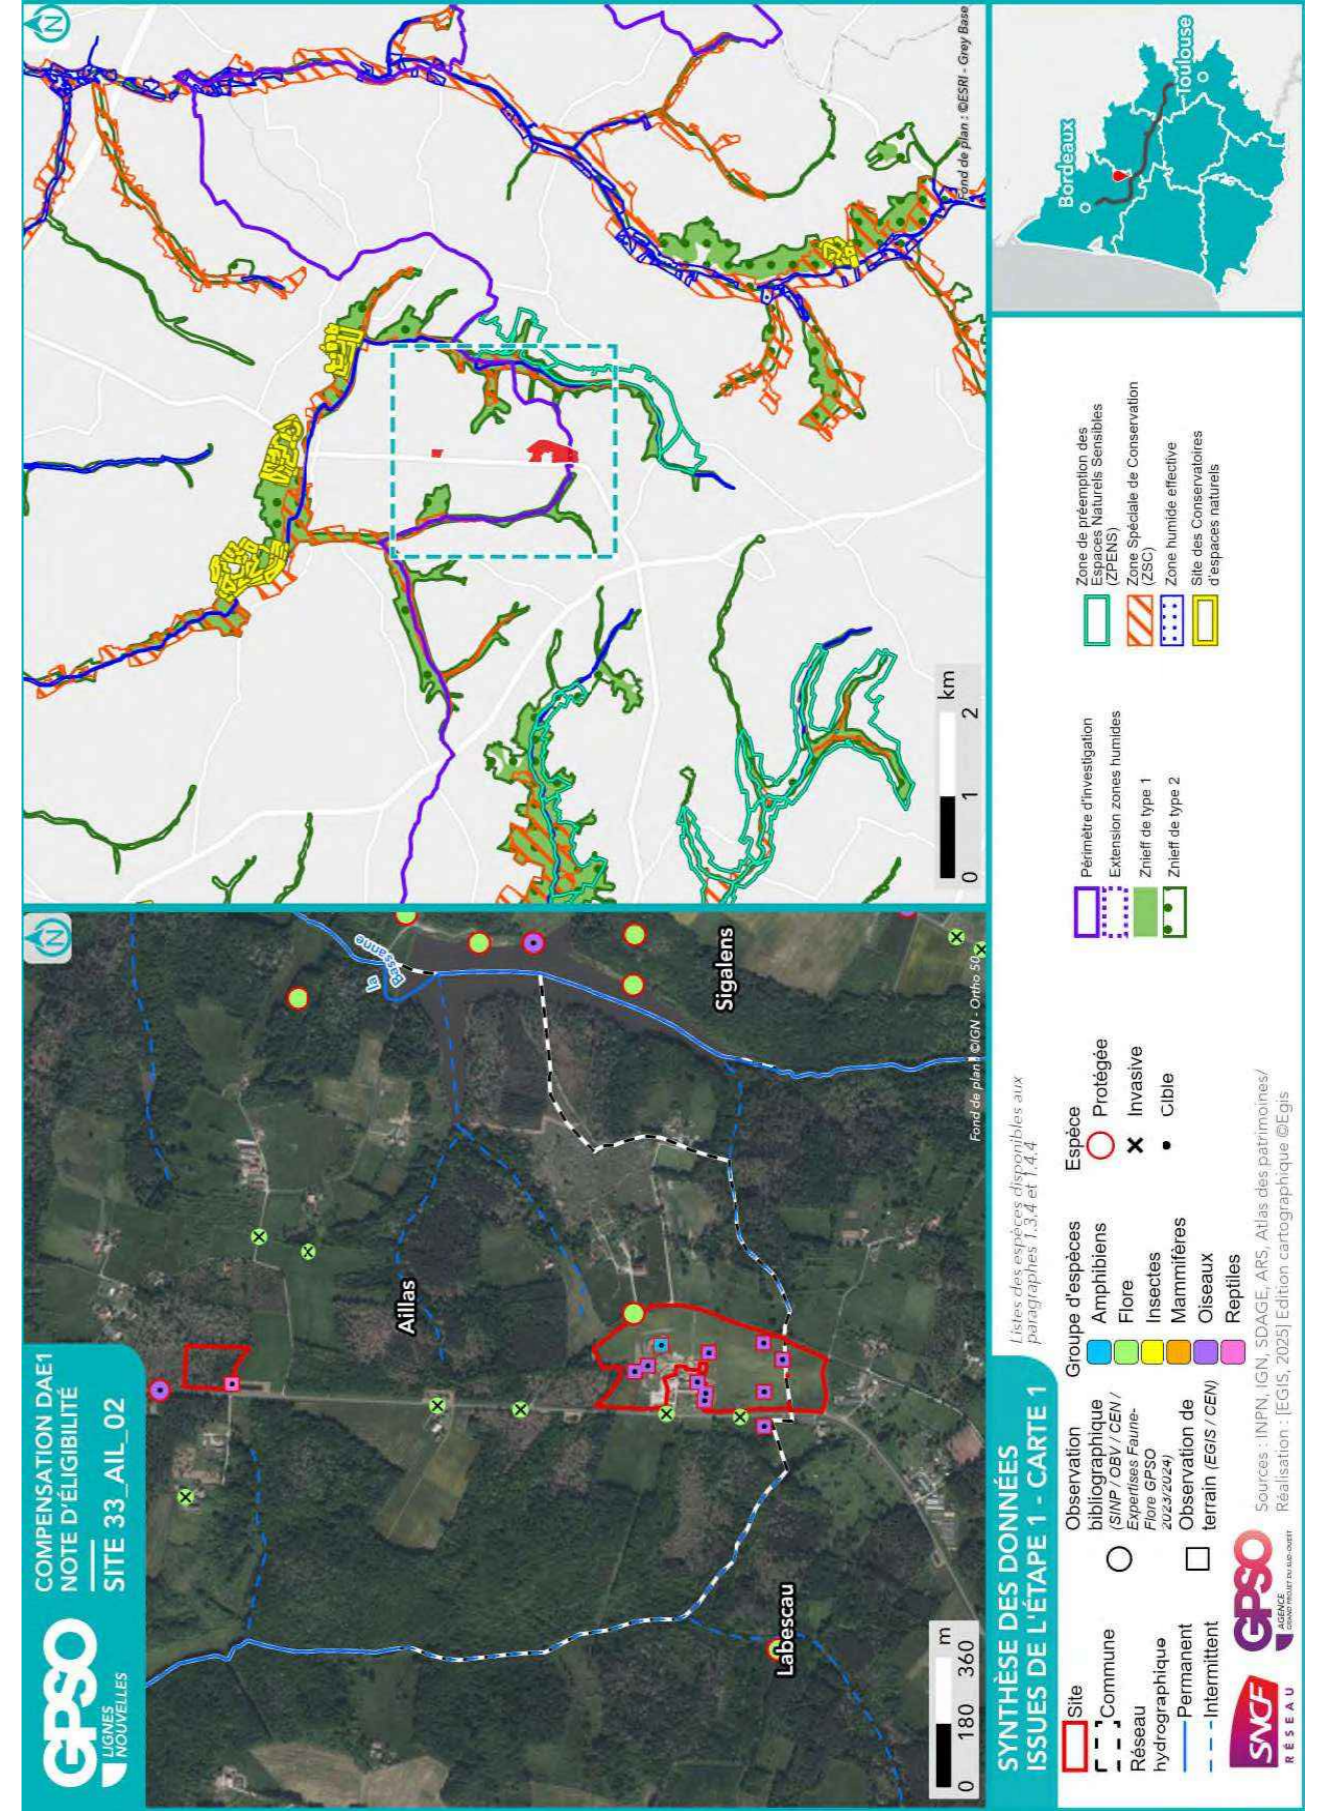 GPSO
LIGNES
NOUVELLES
COMPENSATION DAE1
NOTE D'ÉLIGIBILITÉ
SITE 33_AIL_02
N
Aillas
la
Bassanne
Sigalens
Labescau
0 180 360 m
Fond de plan : ©IGN - Ortho 50
N
0 1 2 km
Fond de plan : ©ESRI - Grey Base
SYNTHÈSE DES DONNÉES
ISSUES DE L'ÉTAPE 1 - CARTE 1
Listes des espèces disponibles aux
paragraphes 1.3.4 et 1.4.4
Site
Commune
Réseau
hydrographique
Permanent
Intermittent
Observation
bibliographique
(SINP / OBV / CEN /
Expertises Faune-
Flore GPSO
2023/2024)
Observation de
terrain (EGIS / CEN)
Groupe d'espèces
Amphibiens
Flore
Insectes
Mammifères
Oiseaux
Reptiles
Espèce
Protégée
Invasive
Cible
Périmètre d'investigation
Extension zones humides
Znieff de type 1
Znieff de type 2
Zone de préemption des
Espaces Naturels Sensibles
(ZPENS)
Zone Spéciale de Conservation
(ZSC)
Zone humide effective
Site des Conservatoires
d'espaces naturels
Bordeaux
Toulouse
SNCF
RÉSEAU
GPSO
AGENCE
GRAND PROJET DU SUD-OUEST
Sources : INPN, IGN, SDAGE, ARS, Atlas des patrimoines/
Réalisation : [EGIS, 2025] Edition cartographique ©Egis